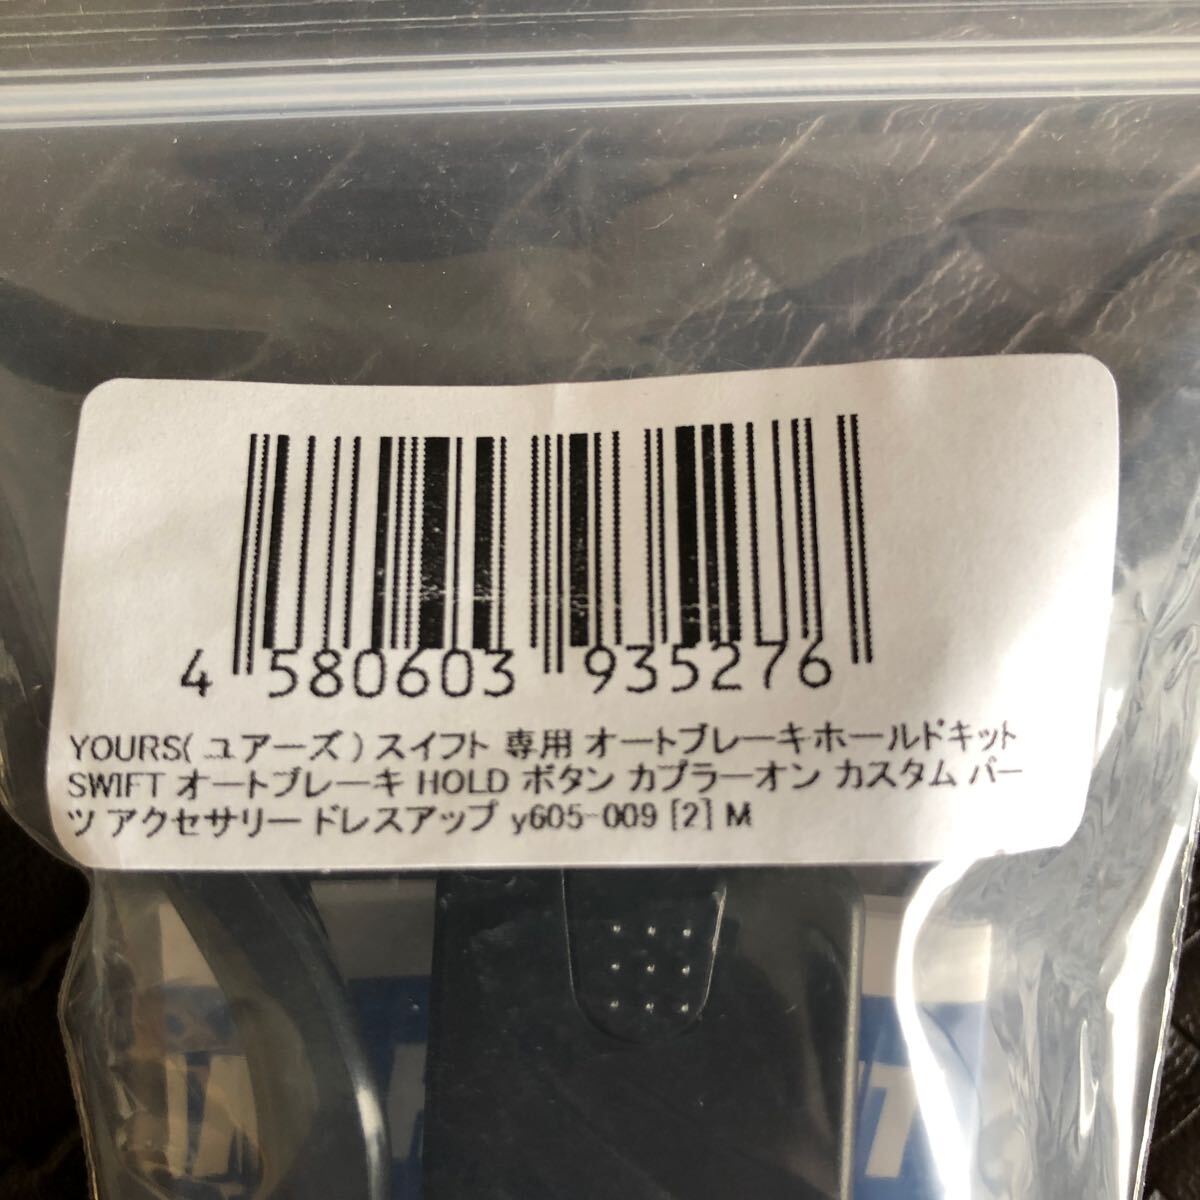 4 580603 935276
YOURS(ユアーズ) スイフト 専用 オートブレーキホールドキット
SWIFT オートブレーキ HOLD ボタン カプラーオン カスタム パー
ツ アクセサリー ドレスアップ y605-009 [2] M